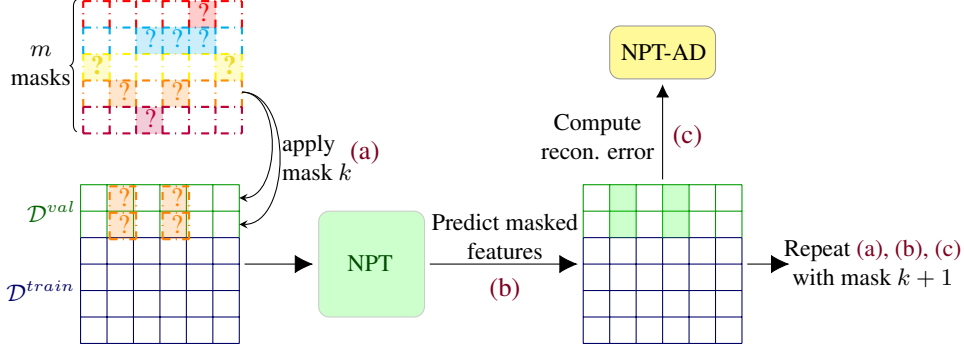 ?
? ? ?
? ?
? ?
?
m
masks
apply
mask k
(a)
? ?
? ?
D^{val}
D^{train}
NPT
Predict masked
features
(b)
NPT-AD
Compute
recon. error
(c)
Repeat (a), (b), (c)
with mask k + 1